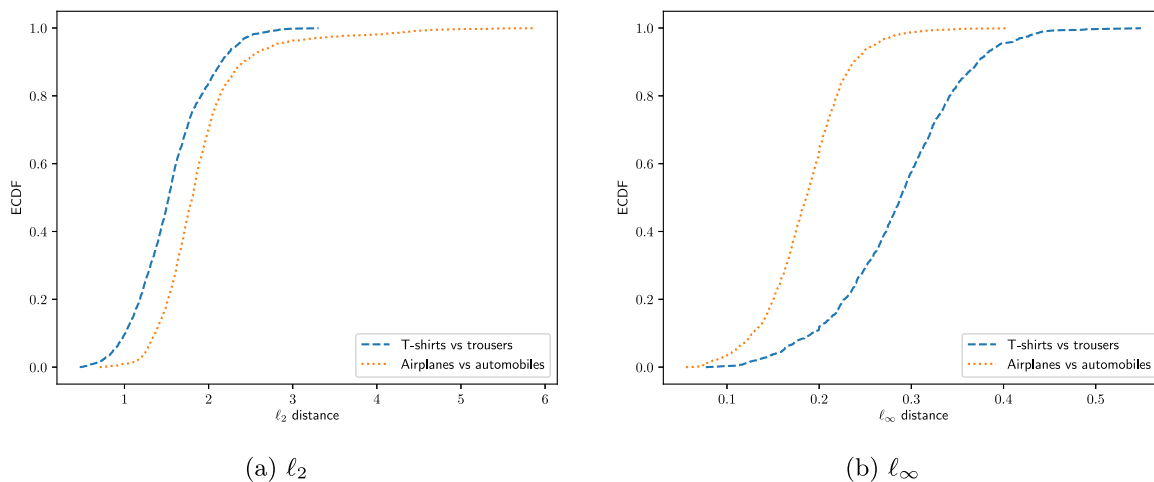 1.0
0.8
0.6
0.4
0.2
0.0
ECDF
1 2 3 4 5 6
ℓ2 distance
T-shirts vs trousers
Airplanes vs automobiles
(a) ℓ2
1.0
0.8
0.6
0.4
0.2
0.0
ECDF
0.1 0.2 0.3 0.4 0.5
ℓ∞ distance
T-shirts vs trousers
Airplanes vs automobiles
(b) ℓ∞